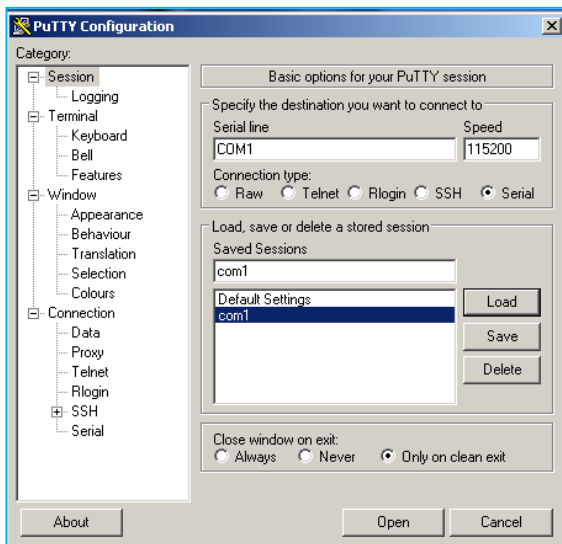 PuTTY Configuration
Category:
Session
Logging
Terminal
Keyboard
Bell
Features
Window
Appearance
Behaviour
Translation
Selection
Colours
Connection
Data
Proxy
Telnet
Rlogin
SSH
Serial
Basic options for your PuTTY session
Specify the destination you want to connect to
Serial line Speed
COM1 115200
Connection type:
Raw Telnet Rlogin SSH Serial
Load, save or delete a stored session
Saved Sessions
com1
Default Settings
com1
Load
Save
Delete
Close window on exit:
Always Never Only on clean exit
About Open Cancel